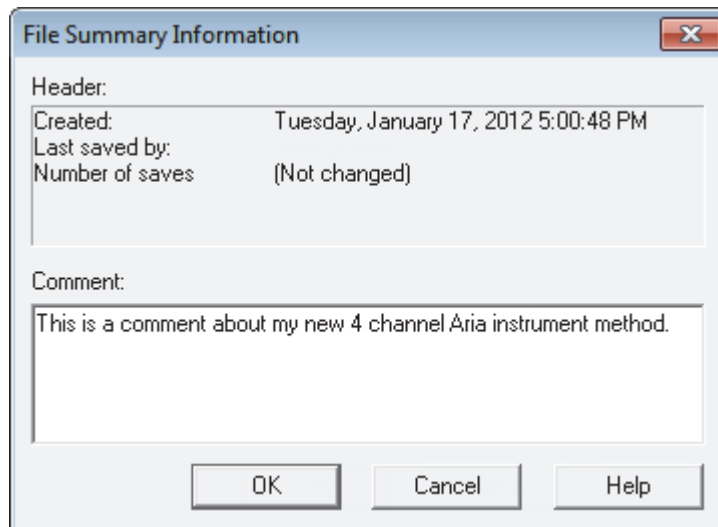 File Summary Information
Header:
Created: Tuesday, January 17, 2012 5:00:48 PM
Last saved by:
Number of saves (Not changed)
Comment:
This is a comment about my new 4 channel Aria instrument method.
OK Cancel Help